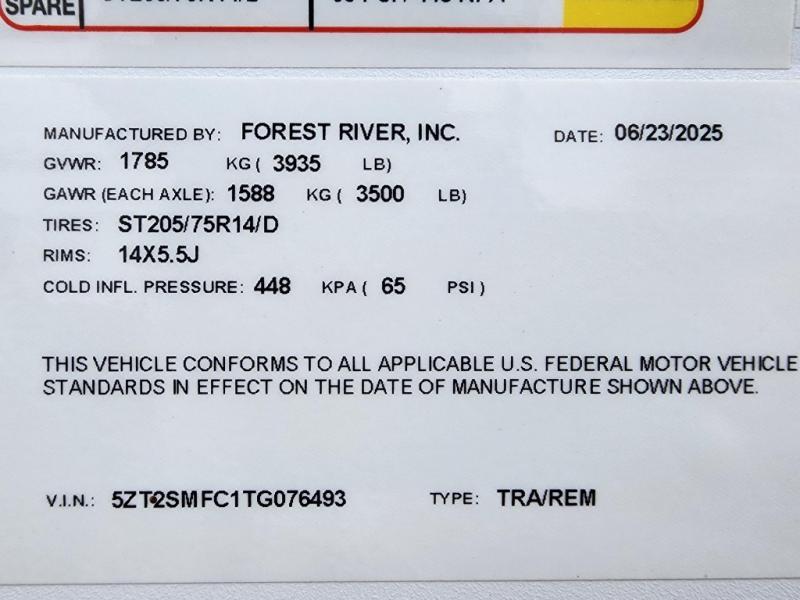 SPARE
MANUFACTURED BY: FOREST RIVER, INC. DATE: 06/23/2025
GVWR: 1785 KG ( 3935 LB)
GAWR (EACH AXLE): 1588 KG ( 3500 LB)
TIRES: ST205/75R14/D
RIMS: 14X5.5J
COLD INFL. PRESSURE: 448 KPA ( 65 PSI )
THIS VEHICLE CONFORMS TO ALL APPLICABLE U.S. FEDERAL MOTOR VEHICLE
STANDARDS IN EFFECT ON THE DATE OF MANUFACTURE SHOWN ABOVE.
V.I.N.: 5ZT2SMFC1TG076493 TYPE: TRA/REM